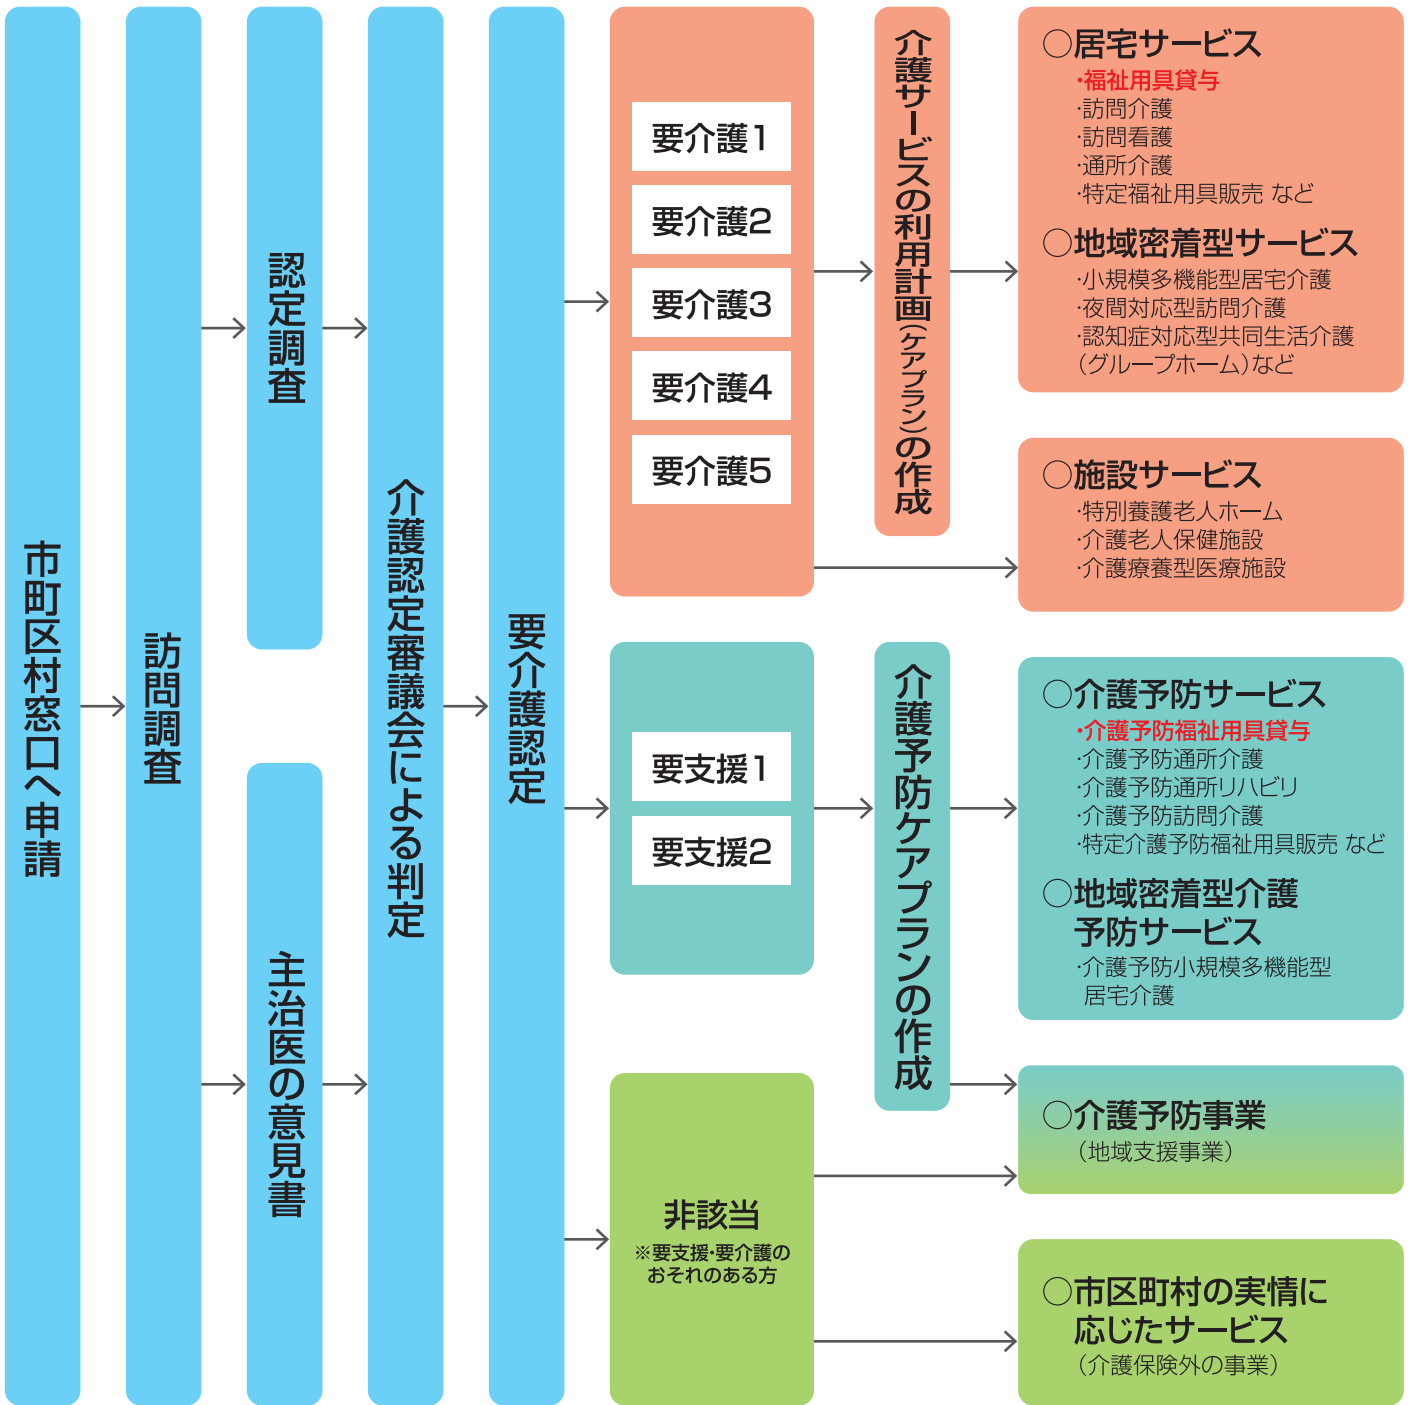 市町区村窓口へ申請
訪問調査
認定調査
主治医の意見書
介護認定審議会による判定
要介護認定
要介護1
要介護2
要介護3
要介護4
要介護5
介護サービスの利用計画(ケアプラン)の作成
○居宅サービス
・福祉用具貸与
・訪問介護
・訪問看護
・通所介護
・特定福祉用具販売 など
○地域密着型サービス
・小規模多機能型居宅介護
・夜間対応型訪問介護
・認知症対応型共同生活介護
(グループホーム)など
○施設サービス
・特別養護老人ホーム
・介護老人保健施設
・介護療養型医療施設
要支援1
要支援2
介護予防ケアプランの作成
○介護予防サービス
・介護予防福祉用具貸与
・介護予防通所介護
・介護予防通所リハビリ
・介護予防訪問介護
・特定介護予防福祉用具販売 など
○地域密着型介護
予防サービス
・介護予防小規模多機能型
居宅介護
非該当
※要支援・要介護の
おそれのある方
○介護予防事業
(地域支援事業)
○市区町村の実情に
応じたサービス
(介護保険外の事業)